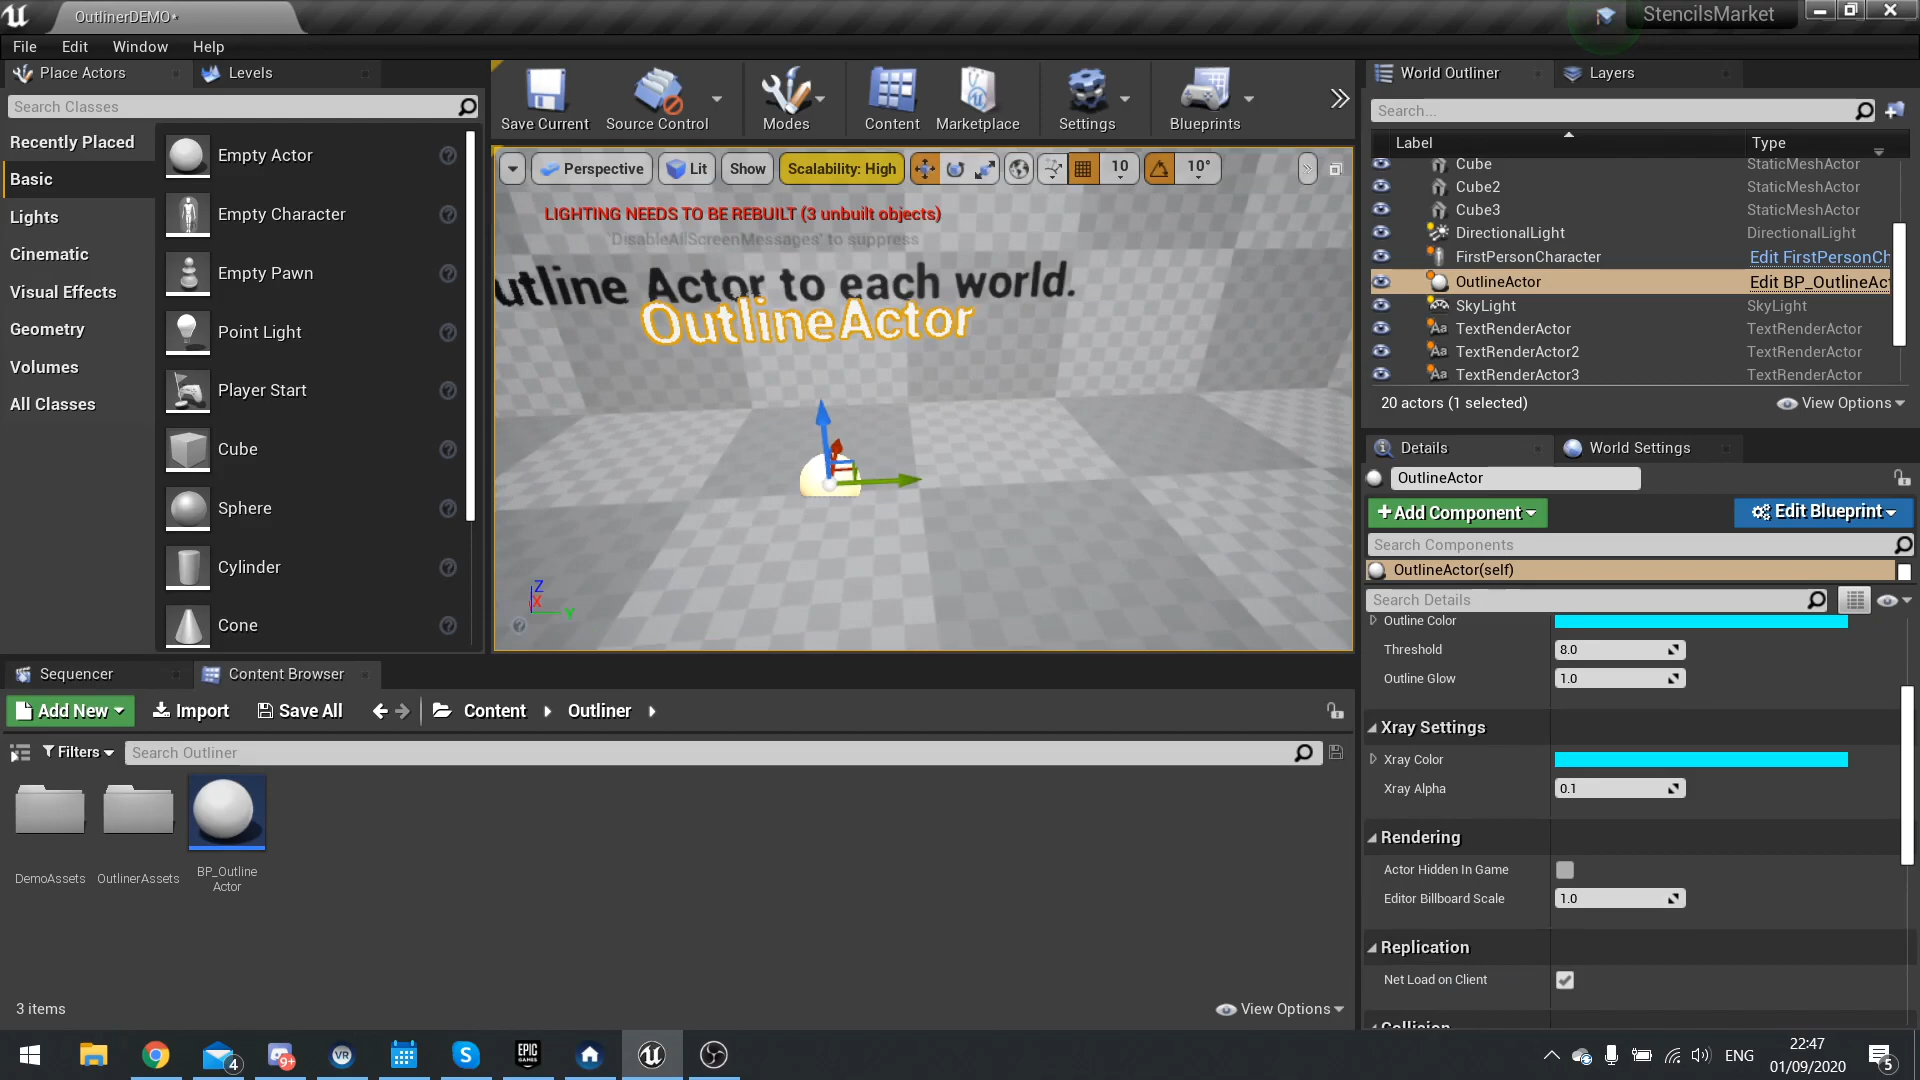 OutlinerDEMO*
StencilsMarket
File Edit Window Help
Place Actors
Levels
Search Classes
Recently Placed
Basic
Lights
Cinematic
Visual Effects
Geometry
Volumes
All Classes
Empty Actor
Empty Character
Empty Pawn
Point Light
Player Start
Cube
Sphere
Cylinder
Cone
Save Current
Source Control
Modes
Content
Marketplace
Settings
Blueprints
Perspective
Lit
Show
Scalability: High
10
10°
LIGHTING NEEDS TO BE REBUILT (3 unbuilt objects)
'DisableAllScreenMessages' to suppress
utline Actor to each world.
OutlineActor
Z
X
Y
World Outliner
Layers
Search...
Label Type
Cube StaticMeshActor
Cube2 StaticMeshActor
Cube3 StaticMeshActor
DirectionalLight DirectionalLight
FirstPersonCharacter Edit FirstPersonCh
OutlineActor Edit BP_OutlineAct
SkyLight SkyLight
TextRenderActor TextRenderActor
TextRenderActor2 TextRenderActor
TextRenderActor3 TextRenderActor
20 actors (1 selected)
View Options
Details
World Settings
OutlineActor
+Add Component
Edit Blueprint
Search Components
OutlineActor(self)
Search Details
Outline Color
Threshold 8.0
Outline Glow 1.0
Xray Settings
Xray Color
Xray Alpha 0.1
Rendering
Actor Hidden In Game
Editor Billboard Scale 1.0
Replication
Net Load on Client
Collision
Sequencer
Content Browser
Add New
Import
Save All
Content
Outliner
Filters
Search Outliner
DemoAssets
OutlinerAssets
BP_Outline
Actor
3 items
View Options
4
9+
VR
S
EPIC
GAMES
ENG
22:47
01/09/2020
5